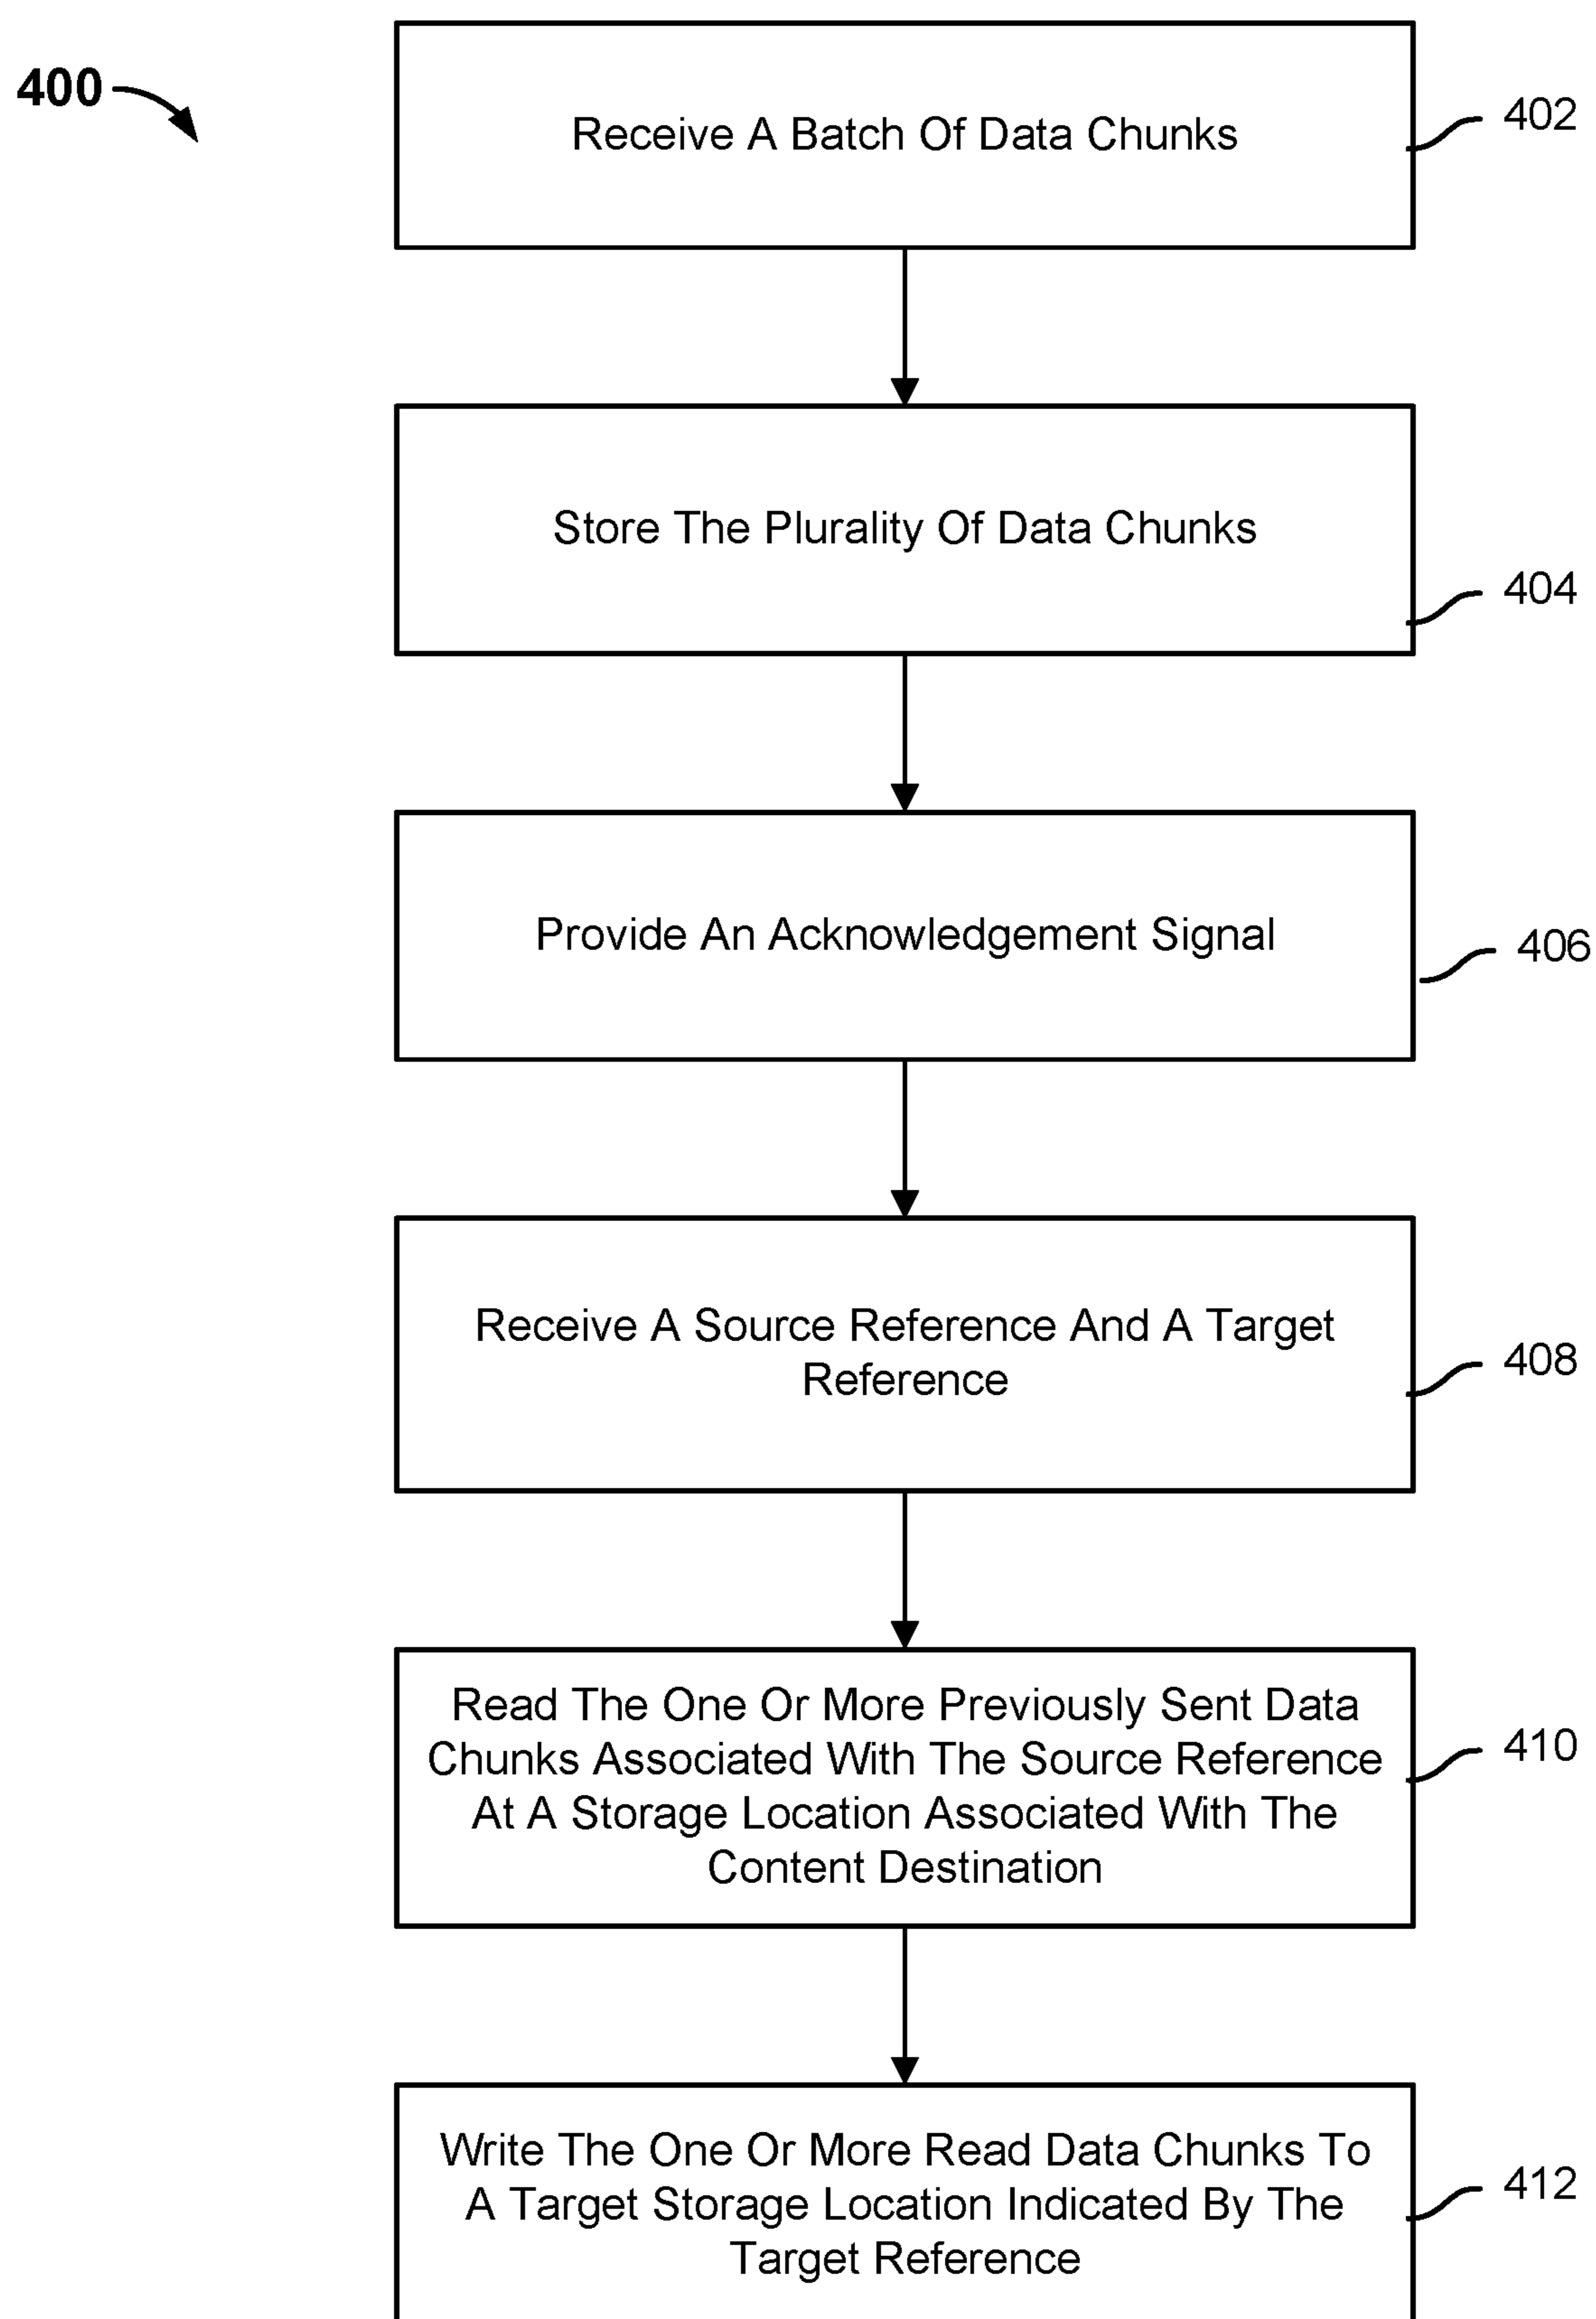 400
Receive A Batch Of Data Chunks
402
Store The Plurality Of Data Chunks
404
Provide An Acknowledgement Signal
406
Receive A Source Reference And A Target
Reference
408
Read The One Or More Previously Sent Data
Chunks Associated With The Source Reference
At A Storage Location Associated With The
Content Destination
410
Write The One Or More Read Data Chunks To
A Target Storage Location Indicated By The
Target Reference
412